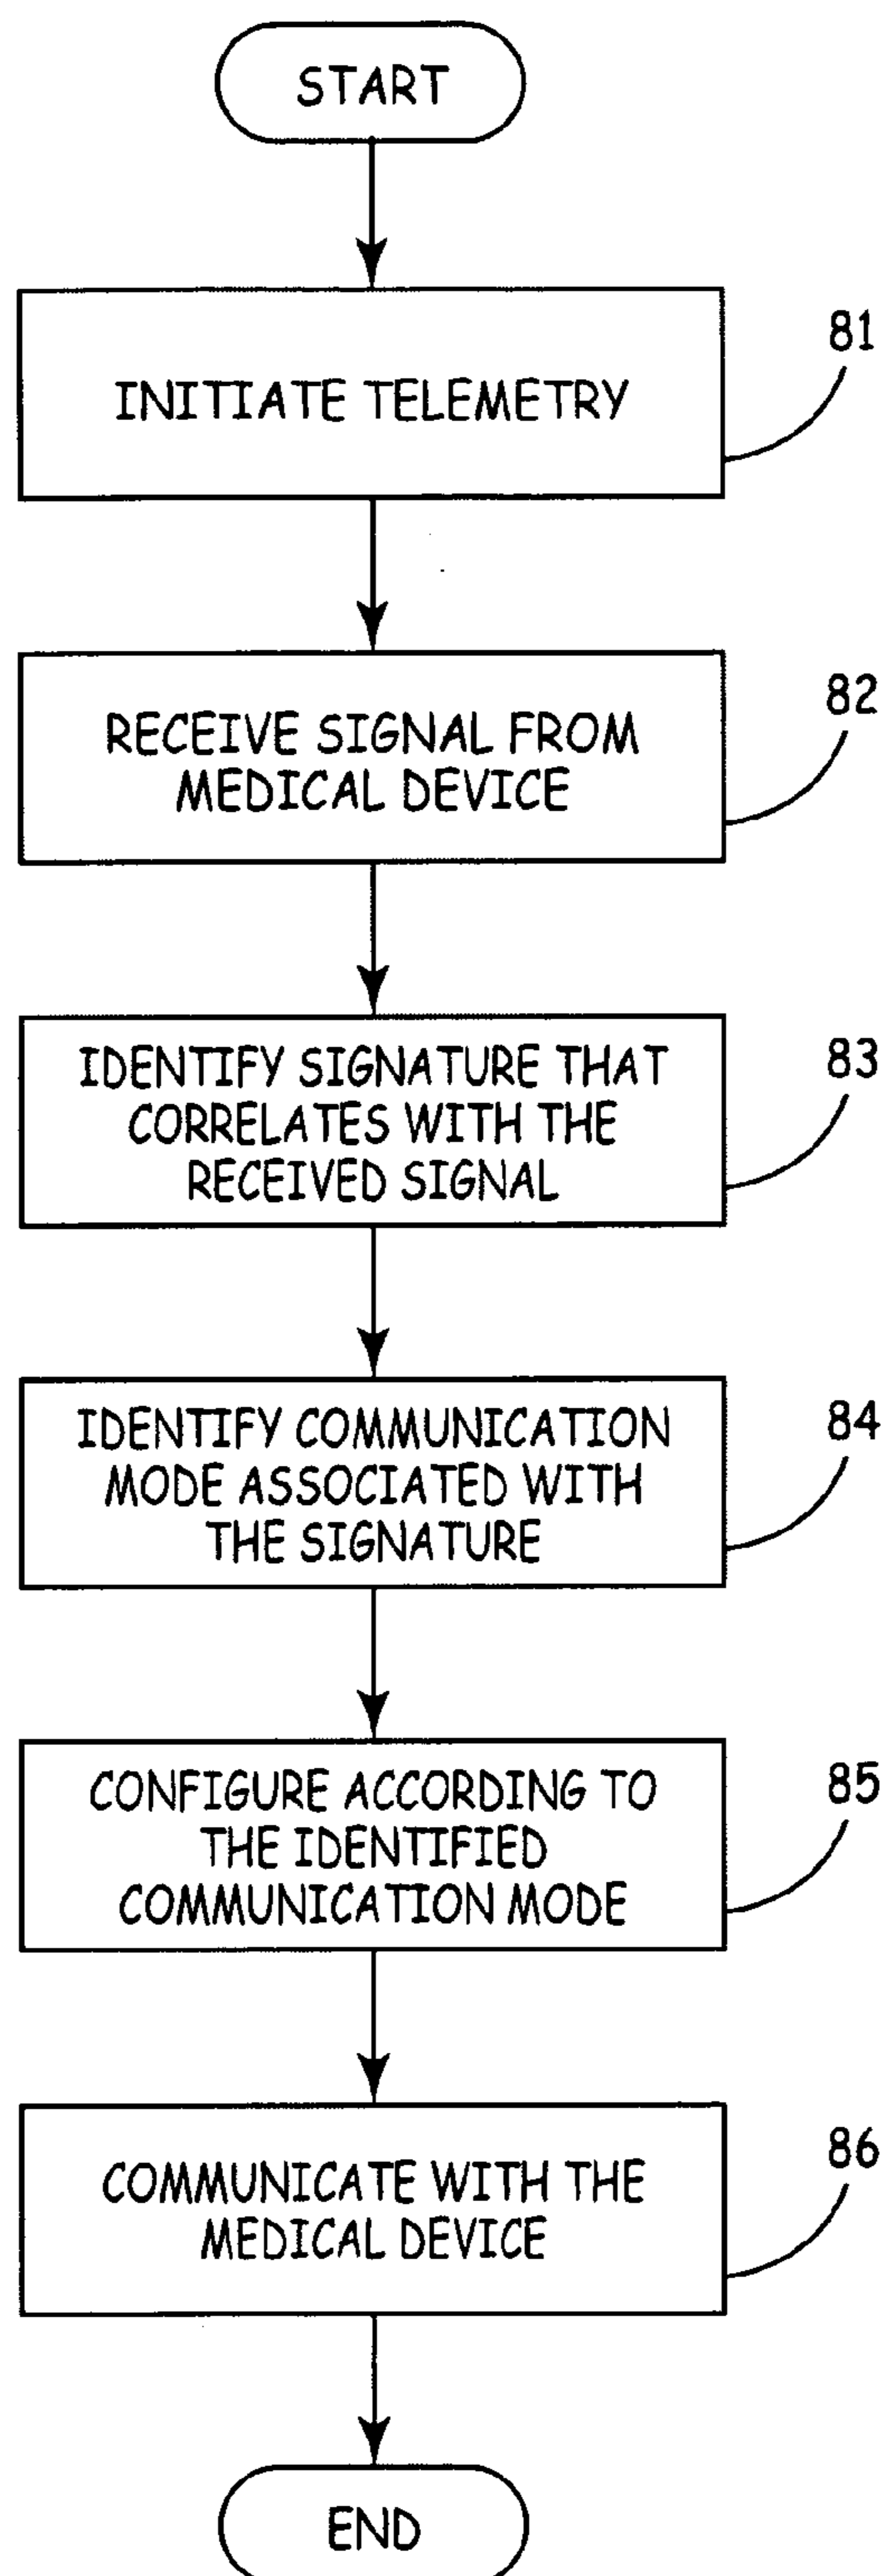 START
INITIATE TELEMETRY
81
RECEIVE SIGNAL FROM
MEDICAL DEVICE
82
IDENTIFY SIGNATURE THAT
CORRELATES WITH THE
RECEIVED SIGNAL
83
IDENTIFY COMMUNICATION
MODE ASSOCIATED WITH
THE SIGNATURE
84
CONFIGURE ACCORDING TO
THE IDENTIFIED
COMMUNICATION MODE
85
COMMUNICATE WITH THE
MEDICAL DEVICE
86
END